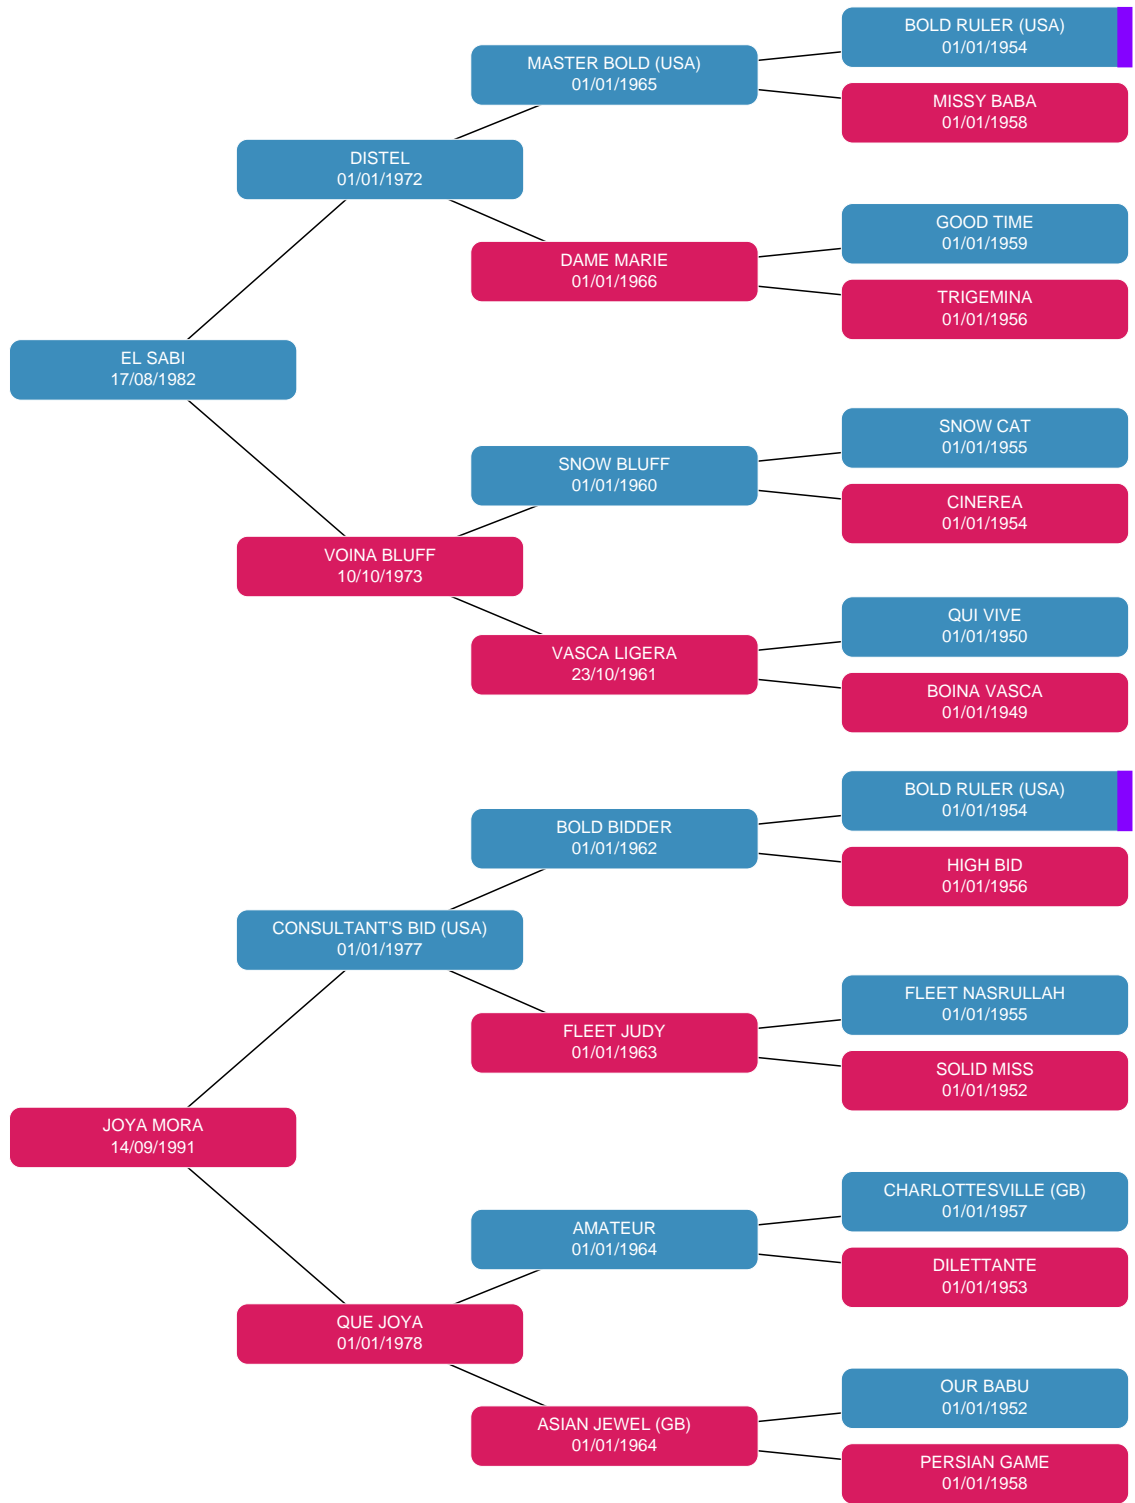 BOLD RULER (USA)
01/01/1954
MASTER BOLD (USA)
01/01/1965
MISSY BABA
01/01/1958
DISTEL
01/01/1972
GOOD TIME
01/01/1959
DAME MARIE
01/01/1966
TRIGEMINA
01/01/1956
EL SABI
17/08/1982
SNOW CAT
01/01/1955
SNOW BLUFF
01/01/1960
CINEREA
01/01/1954
VOINA BLUFF
10/10/1973
QUI VIVE
01/01/1950
VASCA LIGERA
23/10/1961
BOINA VASCA
01/01/1949
BOLD RULER (USA)
01/01/1954
BOLD BIDDER
01/01/1962
HIGH BID
01/01/1956
CONSULTANT'S BID (USA)
01/01/1977
FLEET NASRULLAH
01/01/1955
FLEET JUDY
01/01/1963
SOLID MISS
01/01/1952
JOYA MORA
14/09/1991
CHARLOTTESVILLE (GB)
01/01/1957
AMATEUR
01/01/1964
DILETTANTE
01/01/1953
QUE JOYA
01/01/1978
OUR BABU
01/01/1952
ASIAN JEWEL (GB)
01/01/1964
PERSIAN GAME
01/01/1958